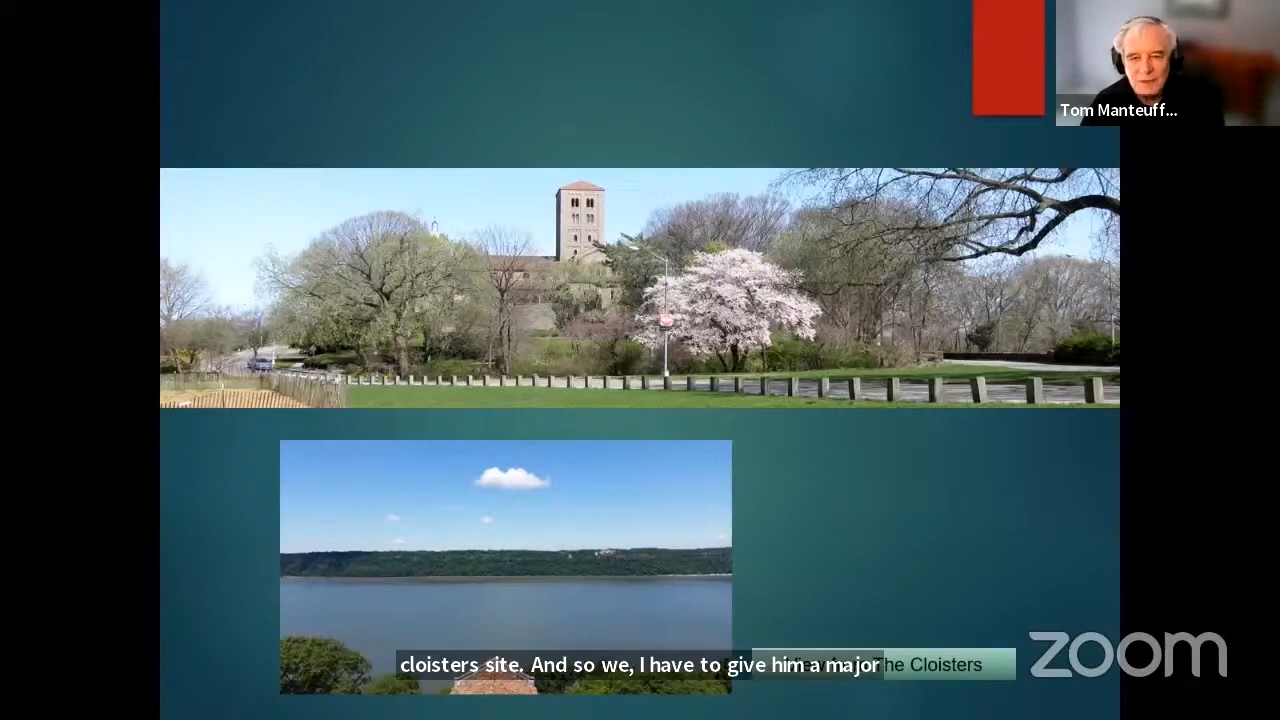 Tom Manteuff...
cloisters site. And so we, I have to give him a major
The Cloisters
zoom